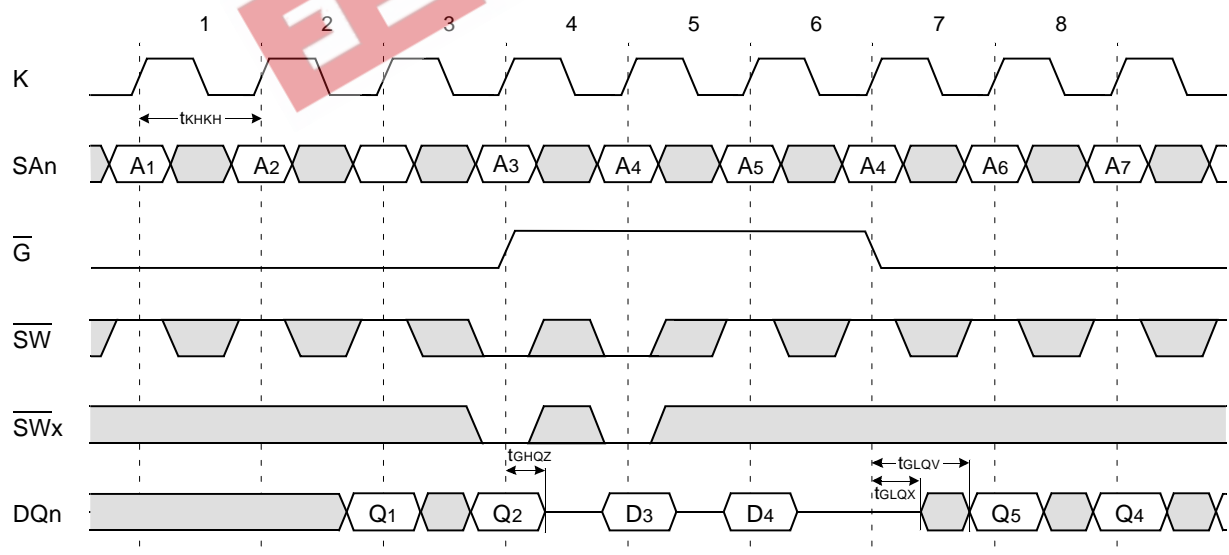 1 2 3 4 5 6 7 8
K
tKHKH
SAn A1 A2 A3 A4 A5 A4 A6 A7
G
SW
SWx
tGHQZ tGLQV
tGLQX
DQn Q1 Q2 D3 D4 Q5 Q4